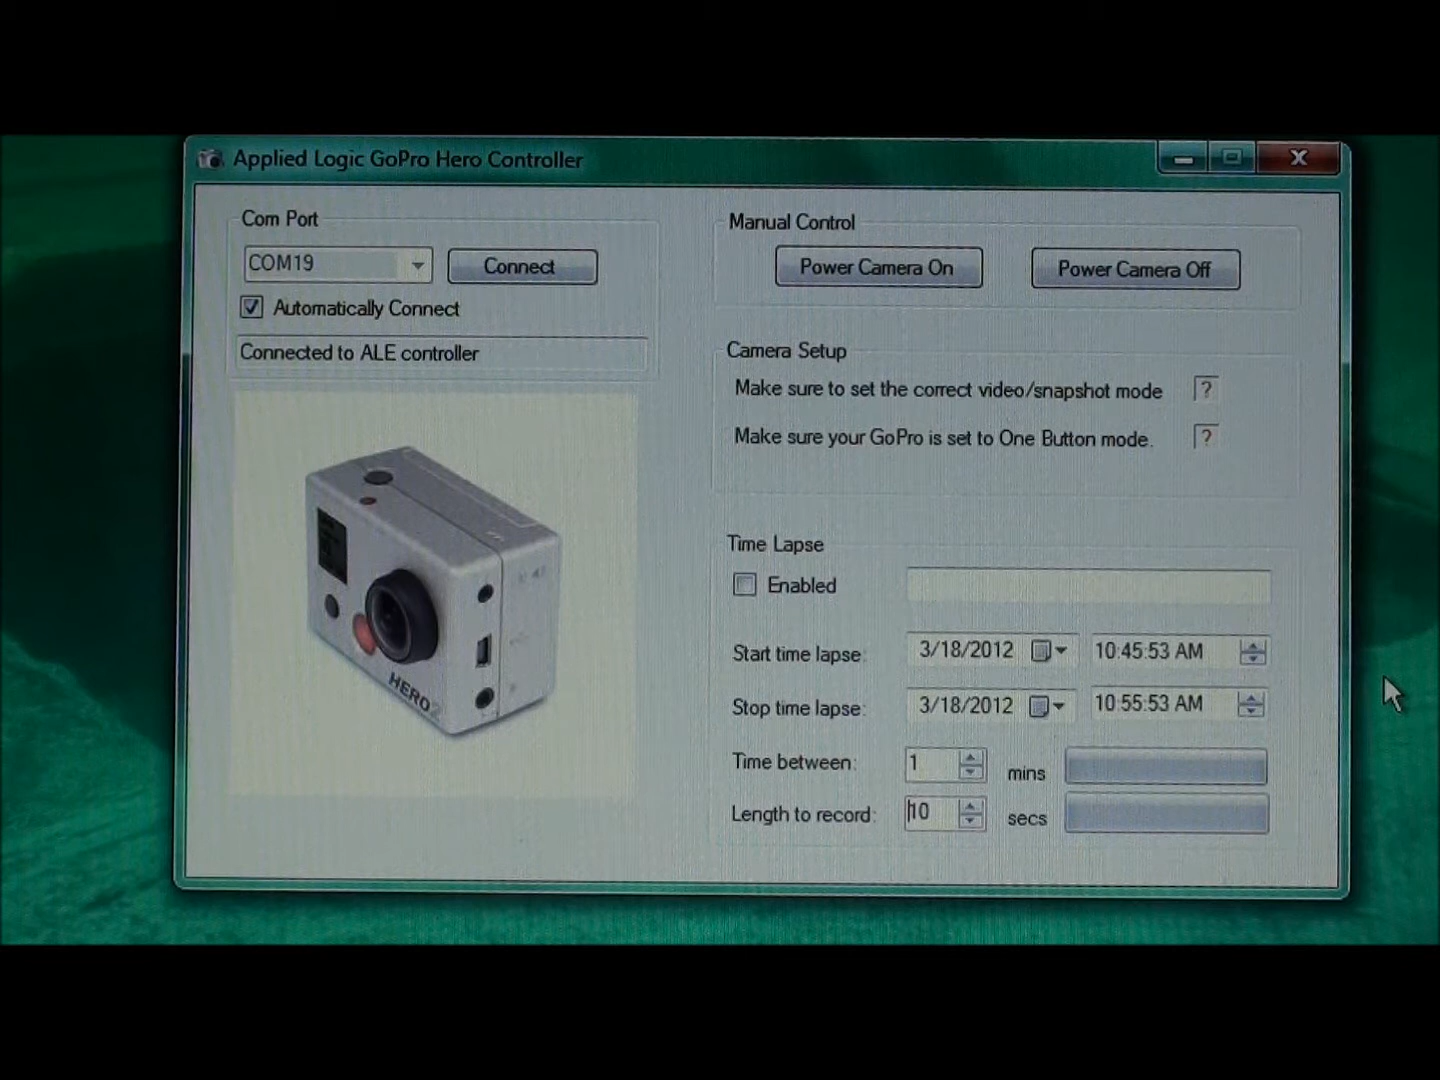 Applied Logic GoPro Hero Controller
Com Port
COM19
Connect
Automatically Connect
Connected to ALE controller
HERO2
Manual Control
Power Camera On
Power Camera Off
Camera Setup
Make sure to set the correct video/snapshot mode ?
Make sure your GoPro is set to One Button mode. ?
Time Lapse
Enabled
Start time lapse: 3/18/2012 10:45:53 AM
Stop time lapse: 3/18/2012 10:55:53 AM
Time between: 1 mins
Length to record: 10 secs